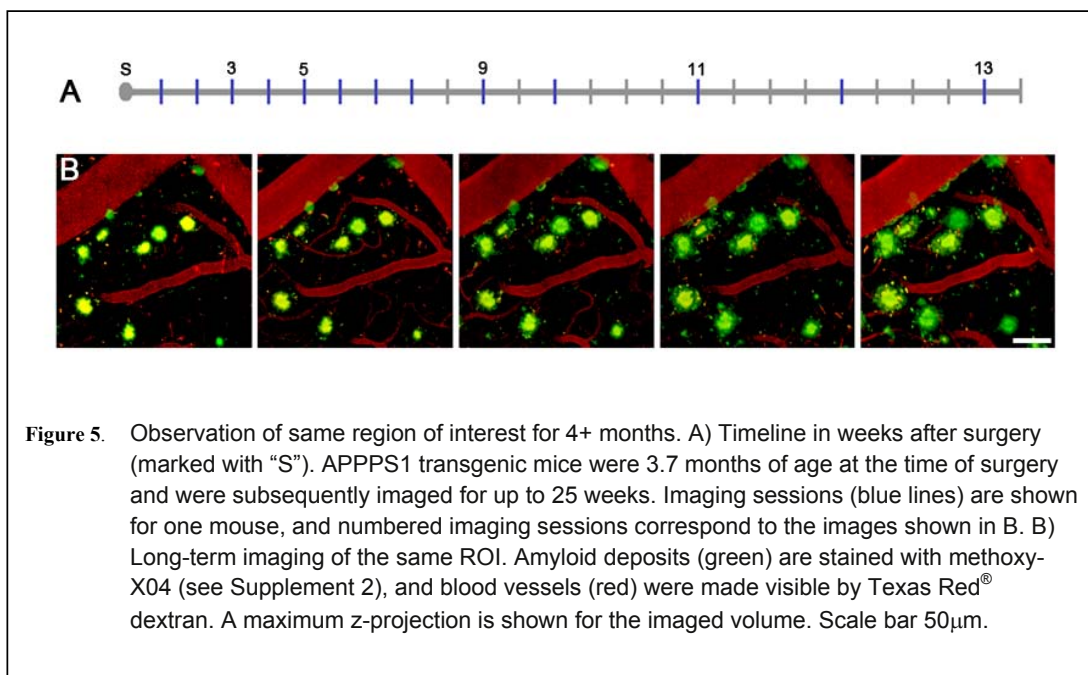 S 3 5 9 11 13
A
B
Figure 5. Observation of same region of interest for 4+ months. A) Timeline in weeks after surgery
(marked with “S”). APPPS1 transgenic mice were 3.7 months of age at the time of surgery
and were subsequently imaged for up to 25 weeks. Imaging sessions (blue lines) are shown
for one mouse, and numbered imaging sessions correspond to the images shown in B. B)
Long-term imaging of the same ROI. Amyloid deposits (green) are stained with methoxy-
X04 (see Supplement 2), and blood vessels (red) were made visible by Texas Red®
dextran. A maximum z-projection is shown for the imaged volume. Scale bar 50μm.